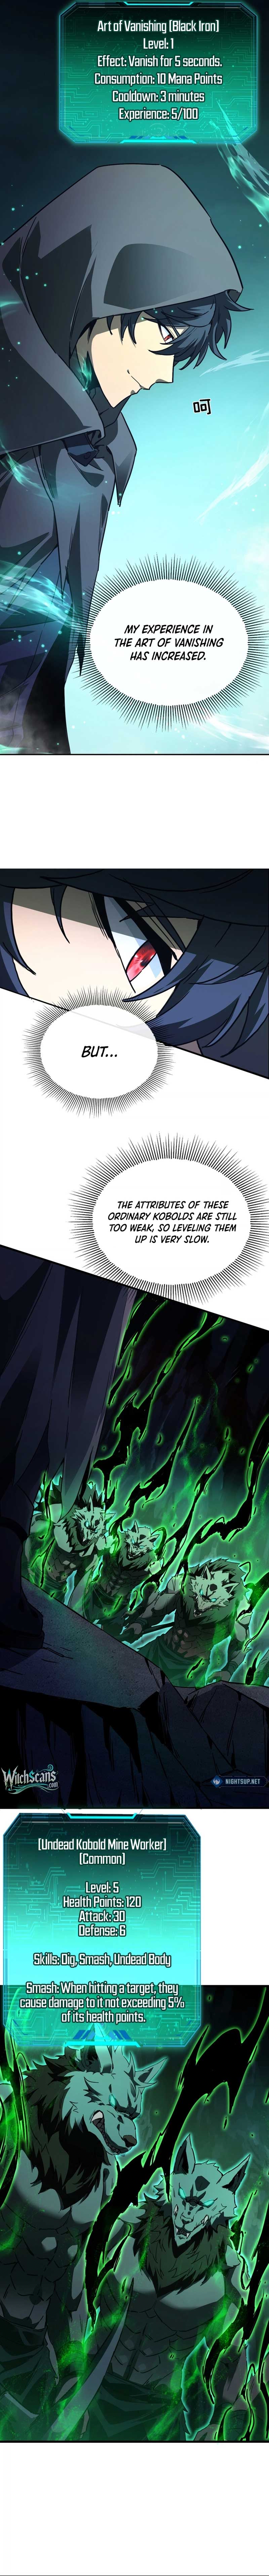 Art of Vanishing [Black Iron]
Level: 1
Effect: Vanish for 5 seconds.
Consumption: 10 Mana Points
Cooldown: 3 minutes
Experience: 5/100
呵
MY EXPERIENCE IN
THE ART OF VANISHING
HAS INCREASED.
BUT...
THE ATTRIBUTES OF THESE
ORDINARY KOBOLDS ARE STILL
TOO WEAK, SO LEVELING THEM
UP IS VERY SLOW.
WitchScans.com
NIGHTSUP.NET
[Undead Kobold Mine Worker]
[Common]
Level: 5
Health Points: 120
Attack: 30
Defense: 6
Skills: Dig, Smash, Undead Body
Smash: When hitting a target, they
cause damage to it not exceeding 5%
of its health points.